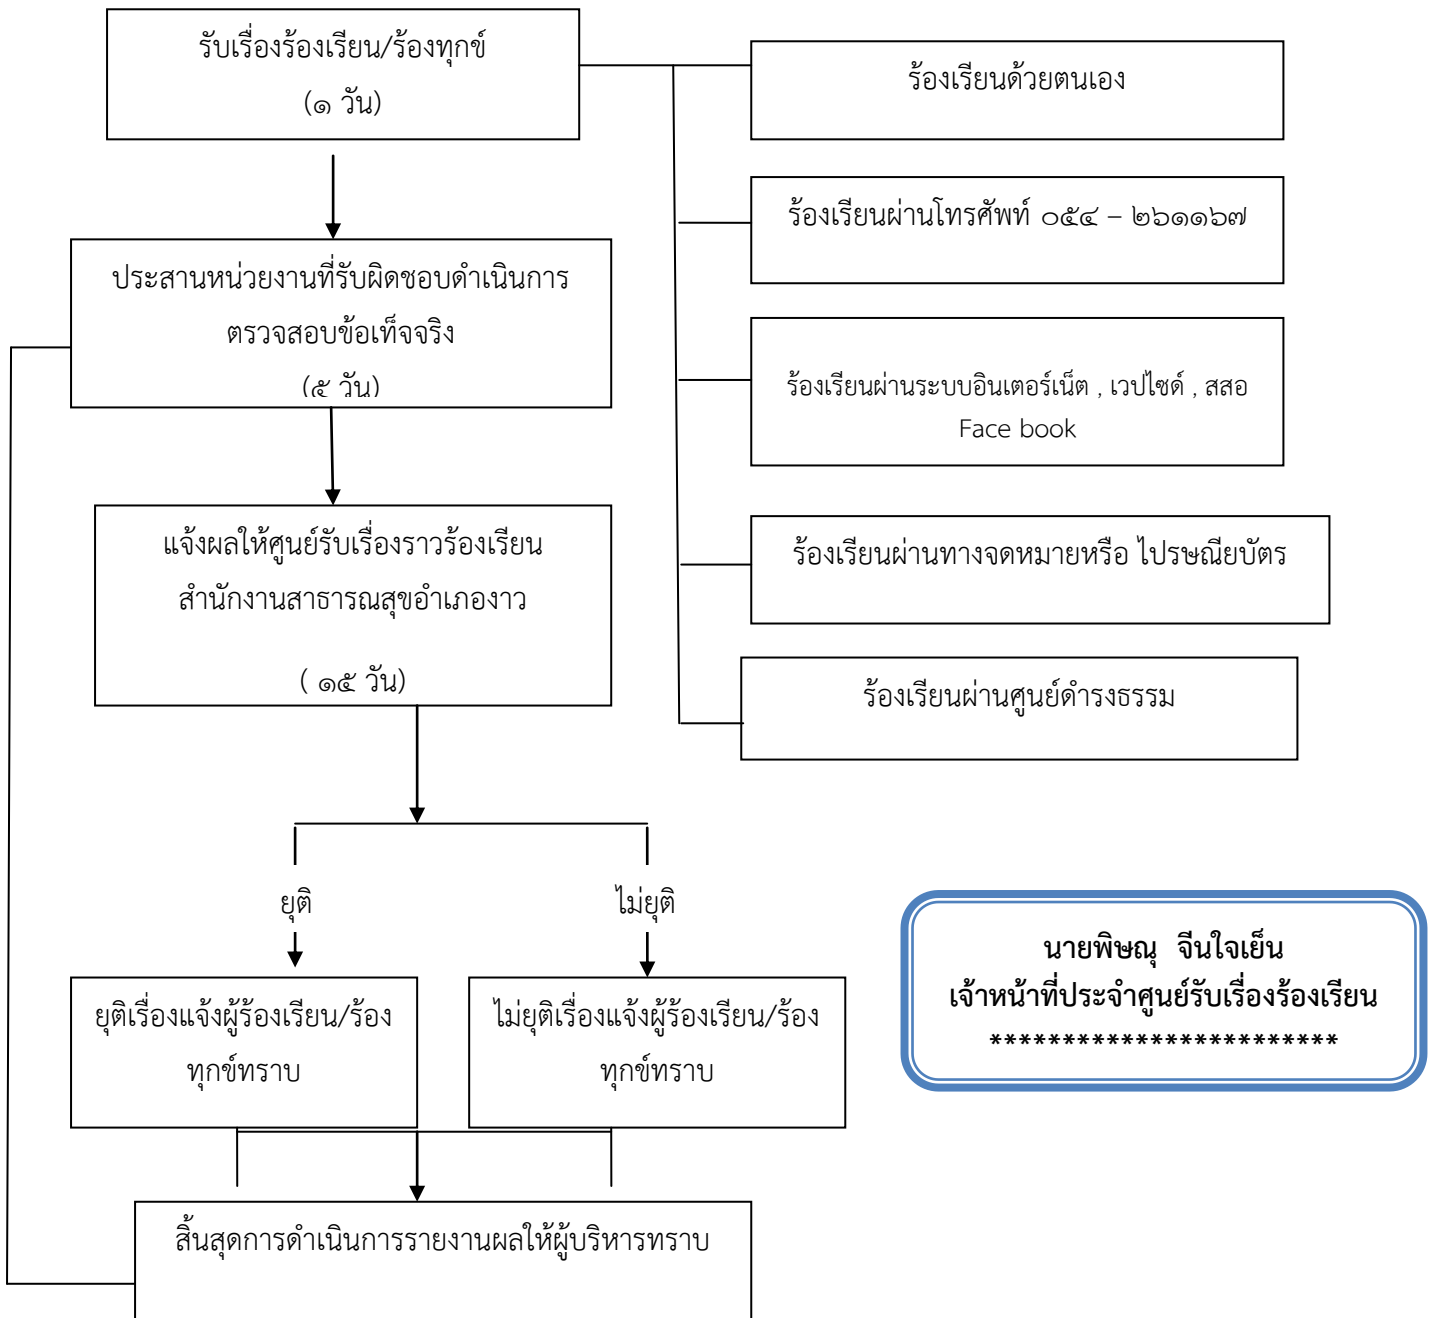 รับเรื่องร้องเรียน/ร้องทุกข์
(๑ วัน)
ร้องเรียนด้วยตนเอง
ร้องเรียนผ่านโทรศัพท์ ๐๕๔ – ๒๖๑๑๖๗
ประสานหน่วยงานที่รับผิดชอบดำเนินการ
ตรวจสอบข้อเท็จจริง
(๕ วัน)
ร้องเรียนผ่านระบบอินเตอร์เน็ต , เวปไซด์ , สสอ
Face book
แจ้งผลให้ศูนย์รับเรื่องราวร้องเรียน
สำนักงานสาธารณสุขอำเภองาว
( ๑๕ วัน)
ร้องเรียนผ่านทางจดหมายหรือ ไปรษณียบัตร
ร้องเรียนผ่านศูนย์ดำรงธรรม
ยุติ
ไม่ยุติ
ยุติเรื่องแจ้งผู้ร้องเรียน/ร้อง
ทุกข์ทราบ
ไม่ยุติเรื่องแจ้งผู้ร้องเรียน/ร้อง
ทุกข์ทราบ
นายพิษณุ จีนใจเย็น
เจ้าหน้าที่ประจำศูนย์รับเรื่องร้องเรียน
************************
สิ้นสุดการดำเนินการรายงานผลให้ผู้บริหารทราบ